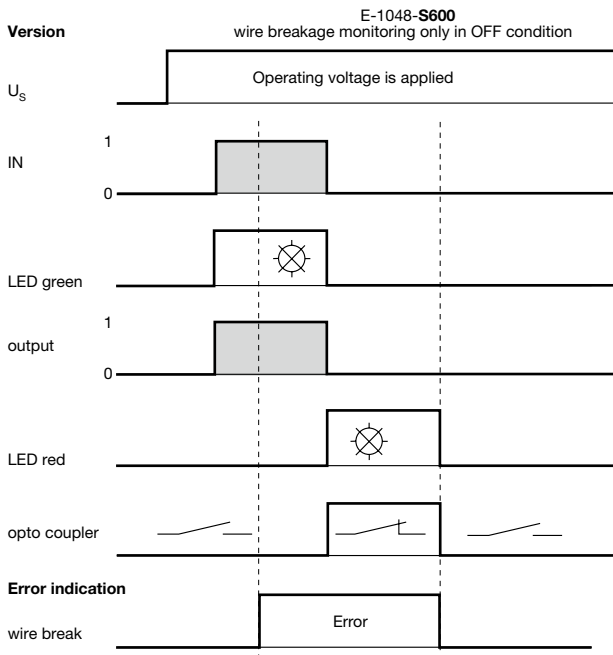 E-1048-S600
Version
wire breakage monitoring only in OFF condition
Operating voltage is applied
US
1
IN
0
LED green
1
output
0
LED red
opto coupler
Error indication
Error
wire break